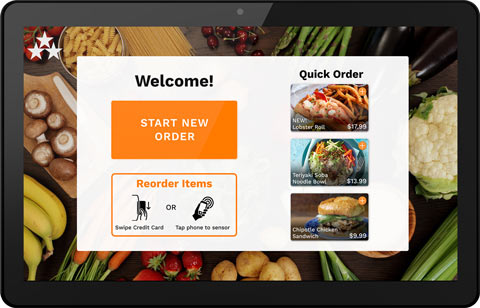 Welcome!
START NEW
ORDER
Reorder Items
OR
Swipe Credit Card
Tap phone to sensor
Quick Order
NEW!
Lobster Roll
$17.99
Teriyaki Soba
Noodle Bowl
$13.99
Chipotle Chicken
Sandwich
$9.99